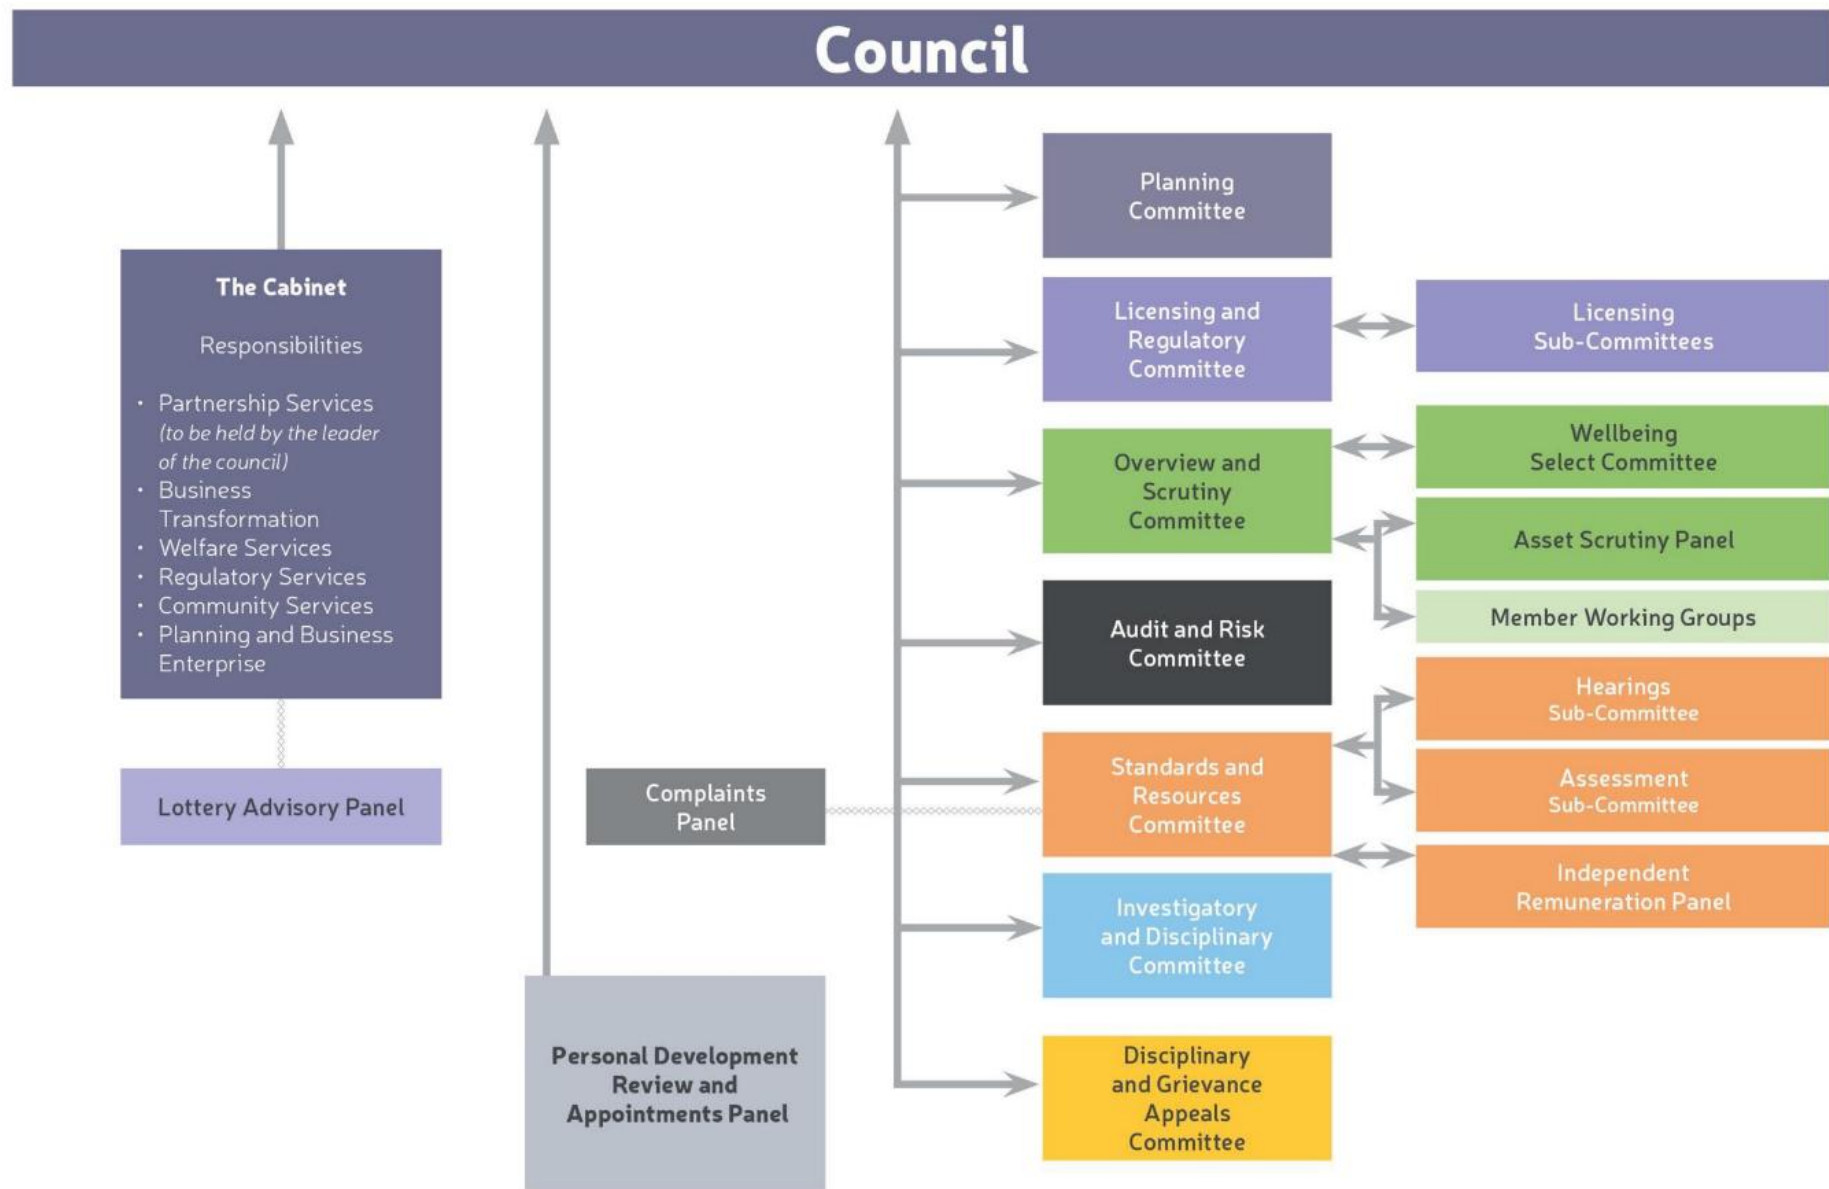 Council
The Cabinet
Responsibilities
• Partnership Services
(to be held by the leader
of the council)
• Business
Transformation
• Welfare Services
• Regulatory Services
• Community Services
• Planning and Business
Enterprise
Lottery Advisory Panel
Personal Development
Review and
Appointments Panel
Complaints
Panel
Planning
Committee
Licensing and
Regulatory
Committee
Licensing
Sub-Committees
Overview and
Scrutiny
Committee
Wellbeing
Select Committee
Asset Scrutiny Panel
Member Working Groups
Audit and Risk
Committee
Standards and
Resources
Committee
Hearings
Sub-Committee
Assessment
Sub-Committee
Independent
Remuneration Panel
Investigatory
and Disciplinary
Committee
Disciplinary
and Grievance
Appeals
Committee